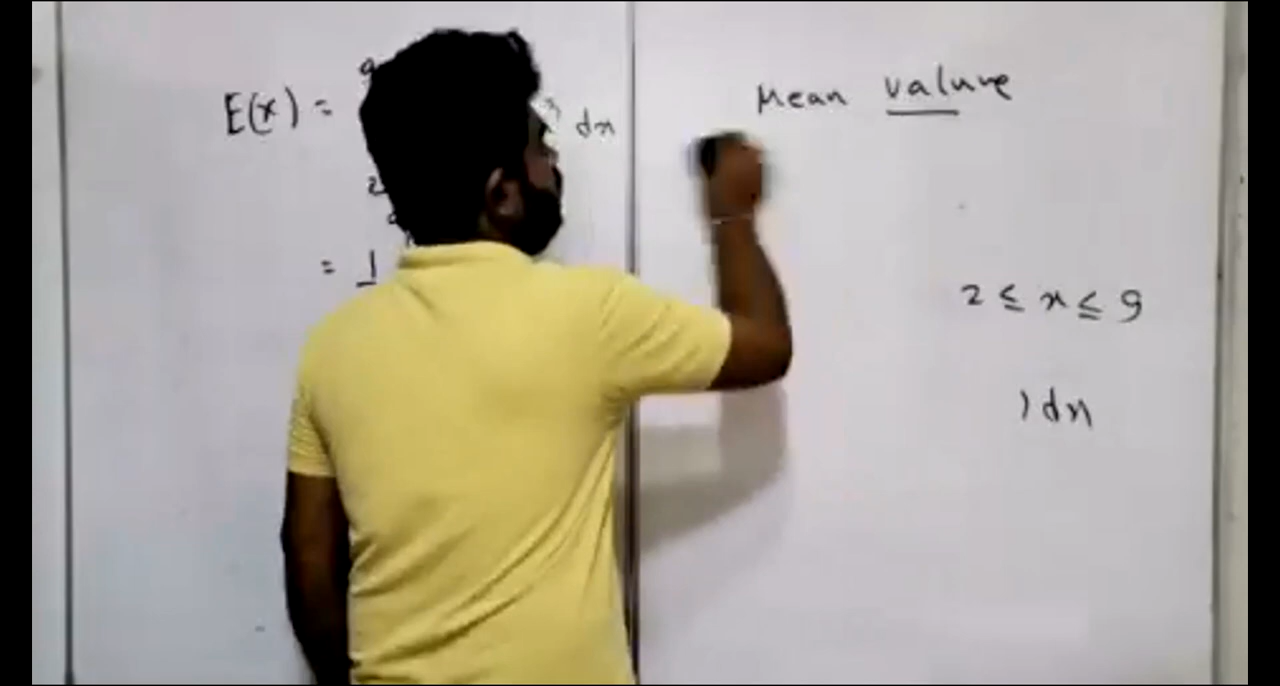 E(x) =
dx
= 1
Mean value
2 ≤ x ≤ 9
) dx